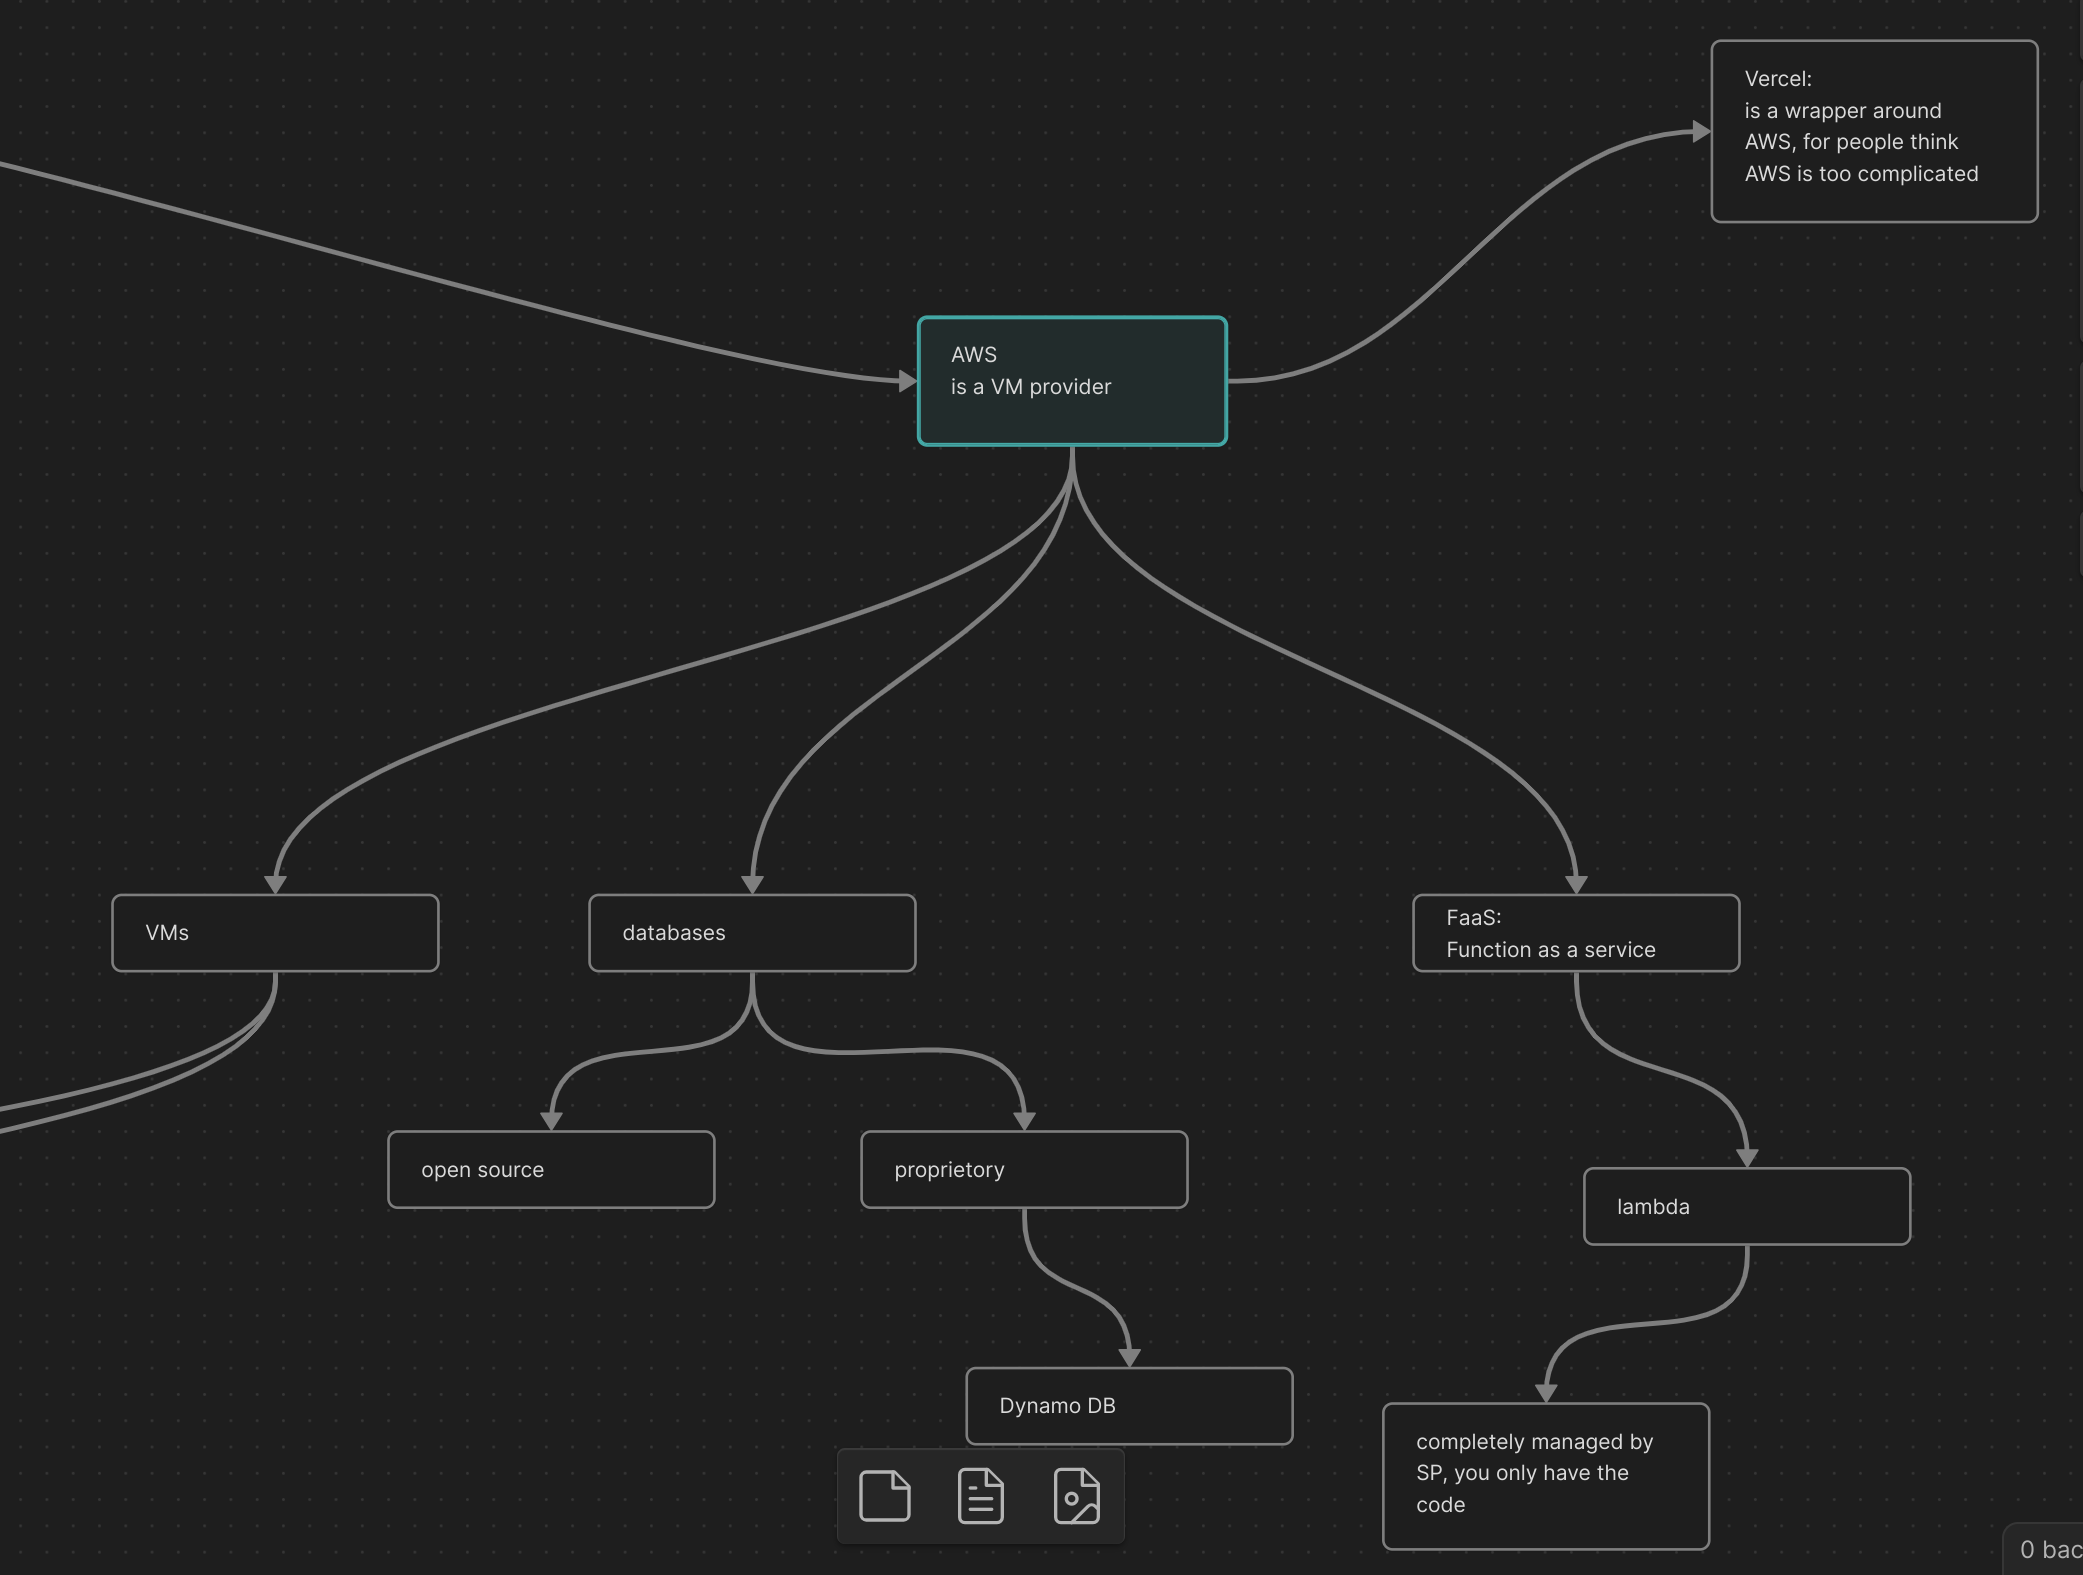 Vercel:
is a wrapper around
AWS, for people think
AWS is too complicated
AWS
is a VM provider
VMs
databases
FaaS:
Function as a service
open source
proprietory
lambda
Dynamo DB
completely managed by
SP, you only have the
code
0 bac